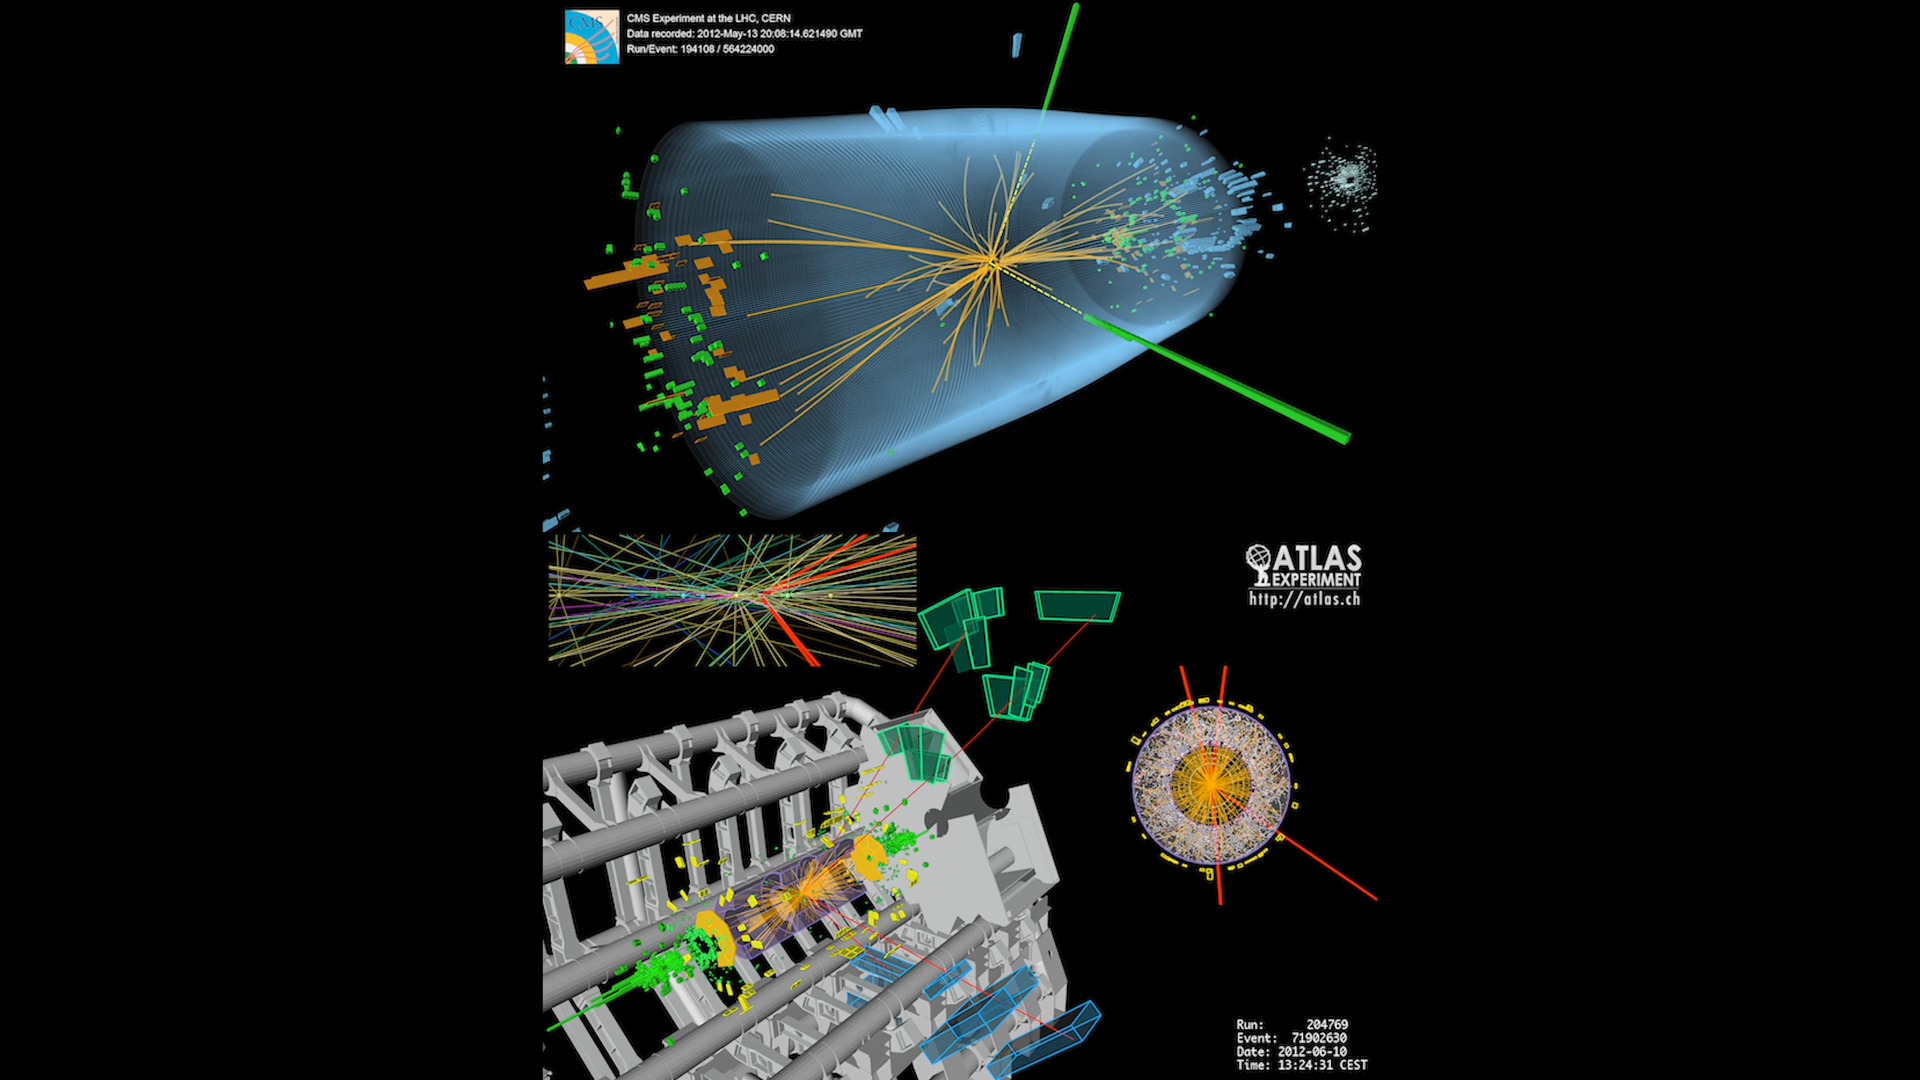 CMS
CMS Experiment at the LHC, CERN
Data recorded: 2012-May-13 20:08:14.621490 GMT
Run/Event: 194108 / 564224000
ATLAS
EXPERIMENT
http://atlas.ch
Run: 204769
Event: 71902630
Date: 2012-06-10
Time: 13:24:31 CEST